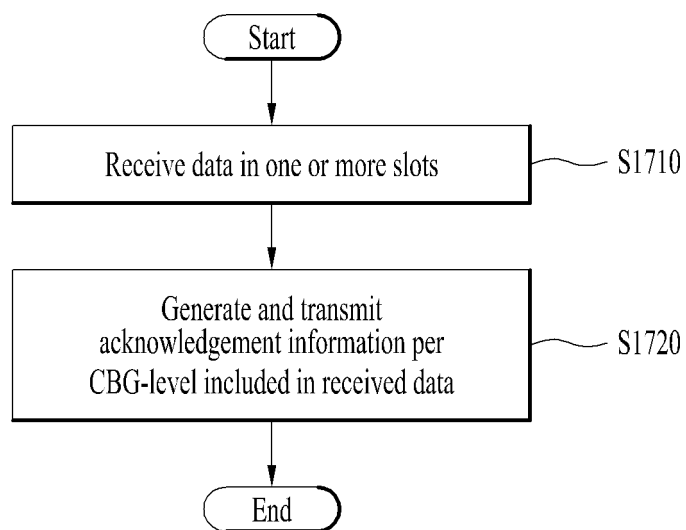 Start
Receive data in one or more slots
S1710
Generate and transmit
acknowledgement information per
CBG-level included in received data
S1720
End